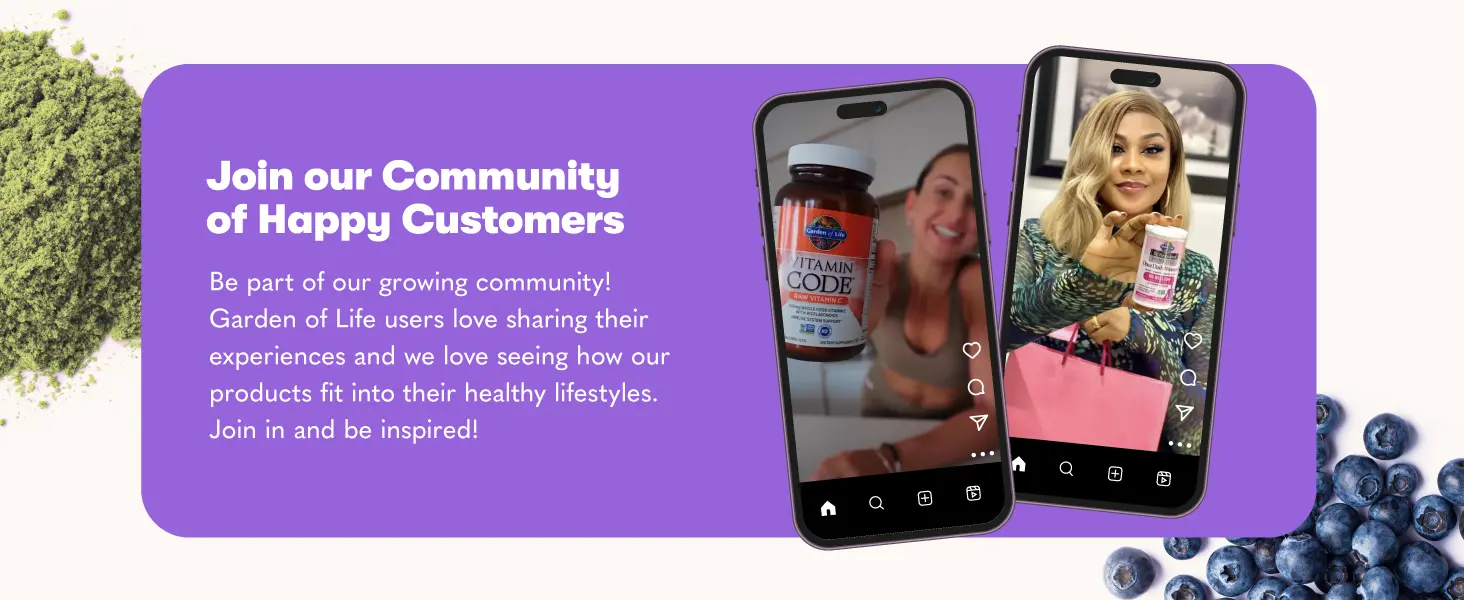 Join our Community
of Happy Customers
Be part of our growing community!
Garden of Life users love sharing their
experiences and we love seeing how our
products fit into their healthy lifestyles.
Join in and be inspired!
Garden of Life
VITAMIN
CODE
RAW VITAMIN C